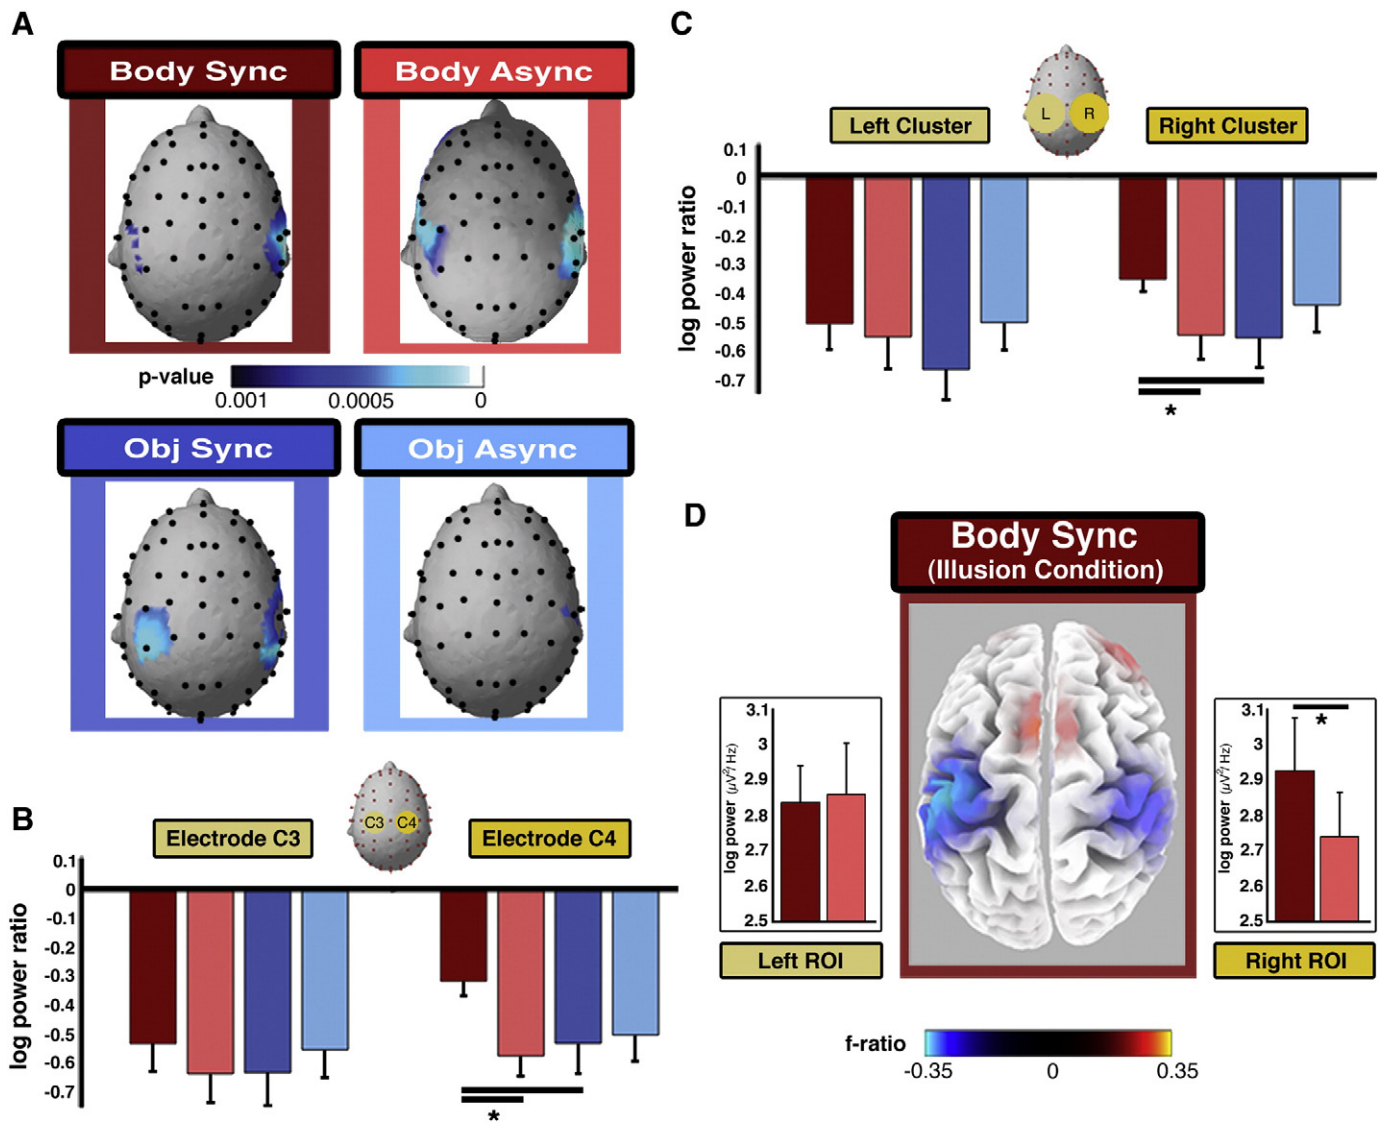 A
Body Sync
Body Async
p-value
0.001
0.0005
0
Obj Sync
Obj Async
B
Electrode C3
C3
C4
Electrode C4
log power ratio
0.1
0
-0.1
-0.2
-0.3
-0.4
-0.5
-0.6
-0.7
*
C
Left Cluster
L
R
Right Cluster
log power ratio
0.1
0
-0.1
-0.2
-0.3
-0.4
-0.5
-0.6
-0.7
*
D
Body Sync
(Illusion Condition)
log power (µV²/ Hz)
3.1
3
2.9
2.8
2.7
2.6
2.5
Left ROI
log power (µV²/ Hz)
3.1
3
2.9
2.8
2.7
2.6
2.5
*
Right ROI
f-ratio
-0.35
0
0.35